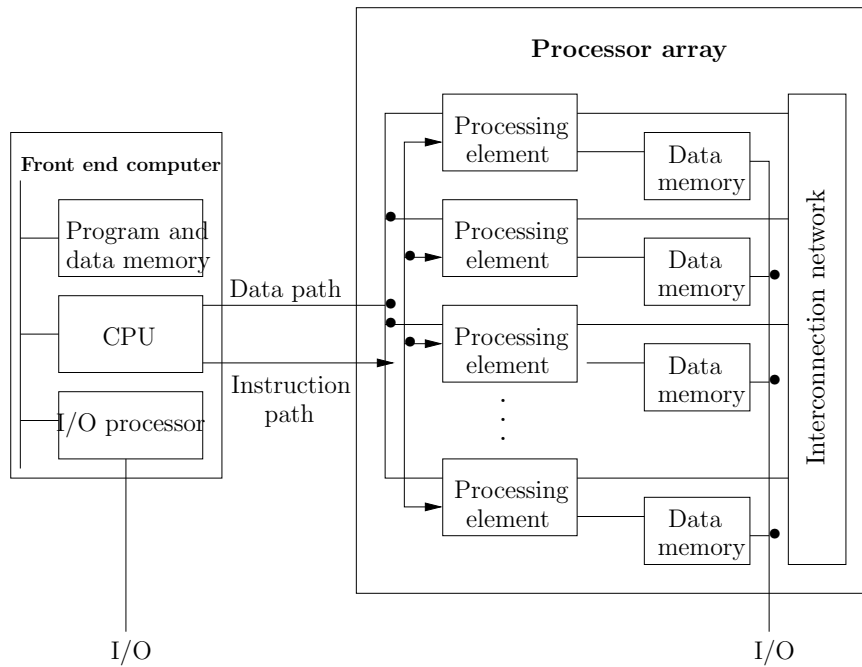 Processor array
Front end computer
Program and
data memory
CPU
I/O processor
I/O
Data path
Instruction
path
Processing
element
Data
memory
Processing
element
Data
memory
Processing
element
Data
memory
Processing
element
Data
memory
Interconnection network
I/O